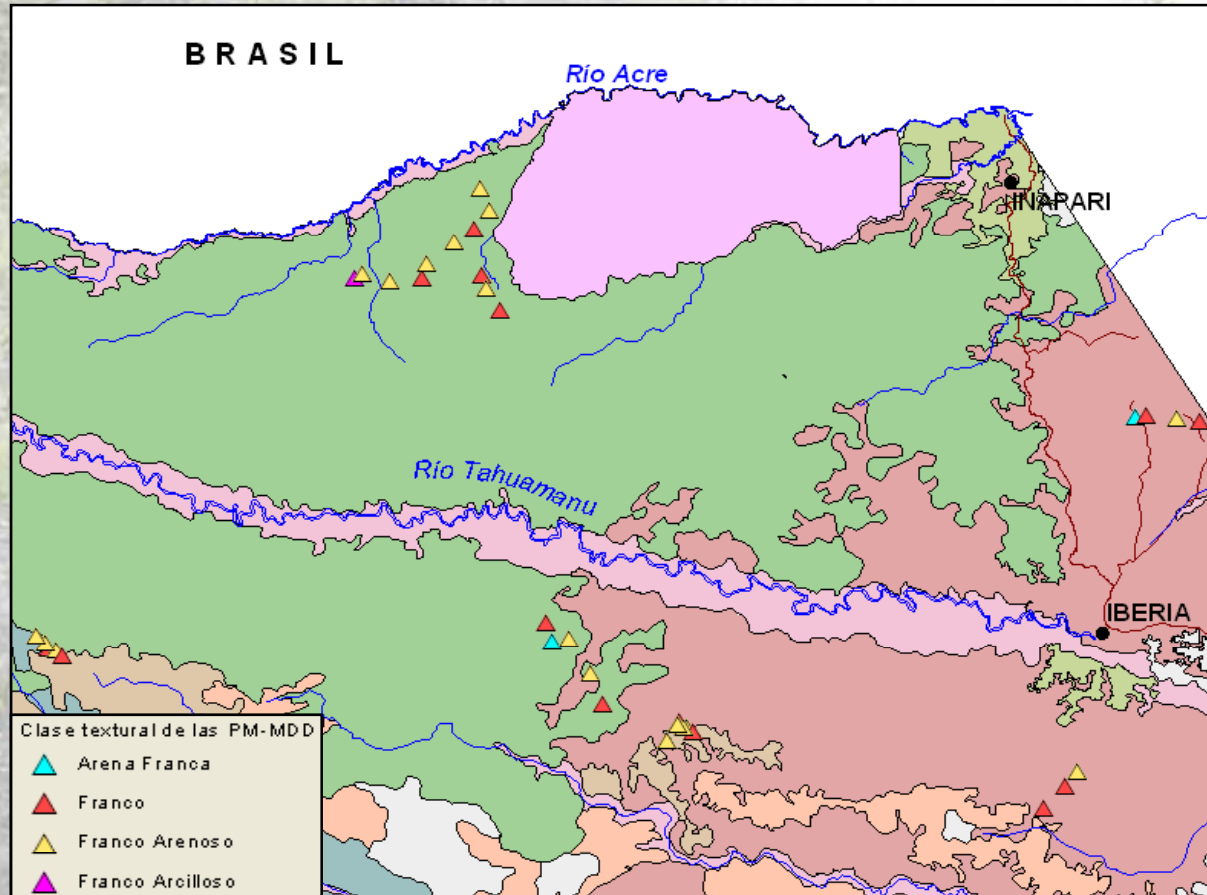 BRASIL
Río Acre
IÑAPARI
Río Tahuamanu
IBERIA
Clase textural de las PM-MDD
Arena Franca
Franco
Franco Arenoso
Franco Arcilloso